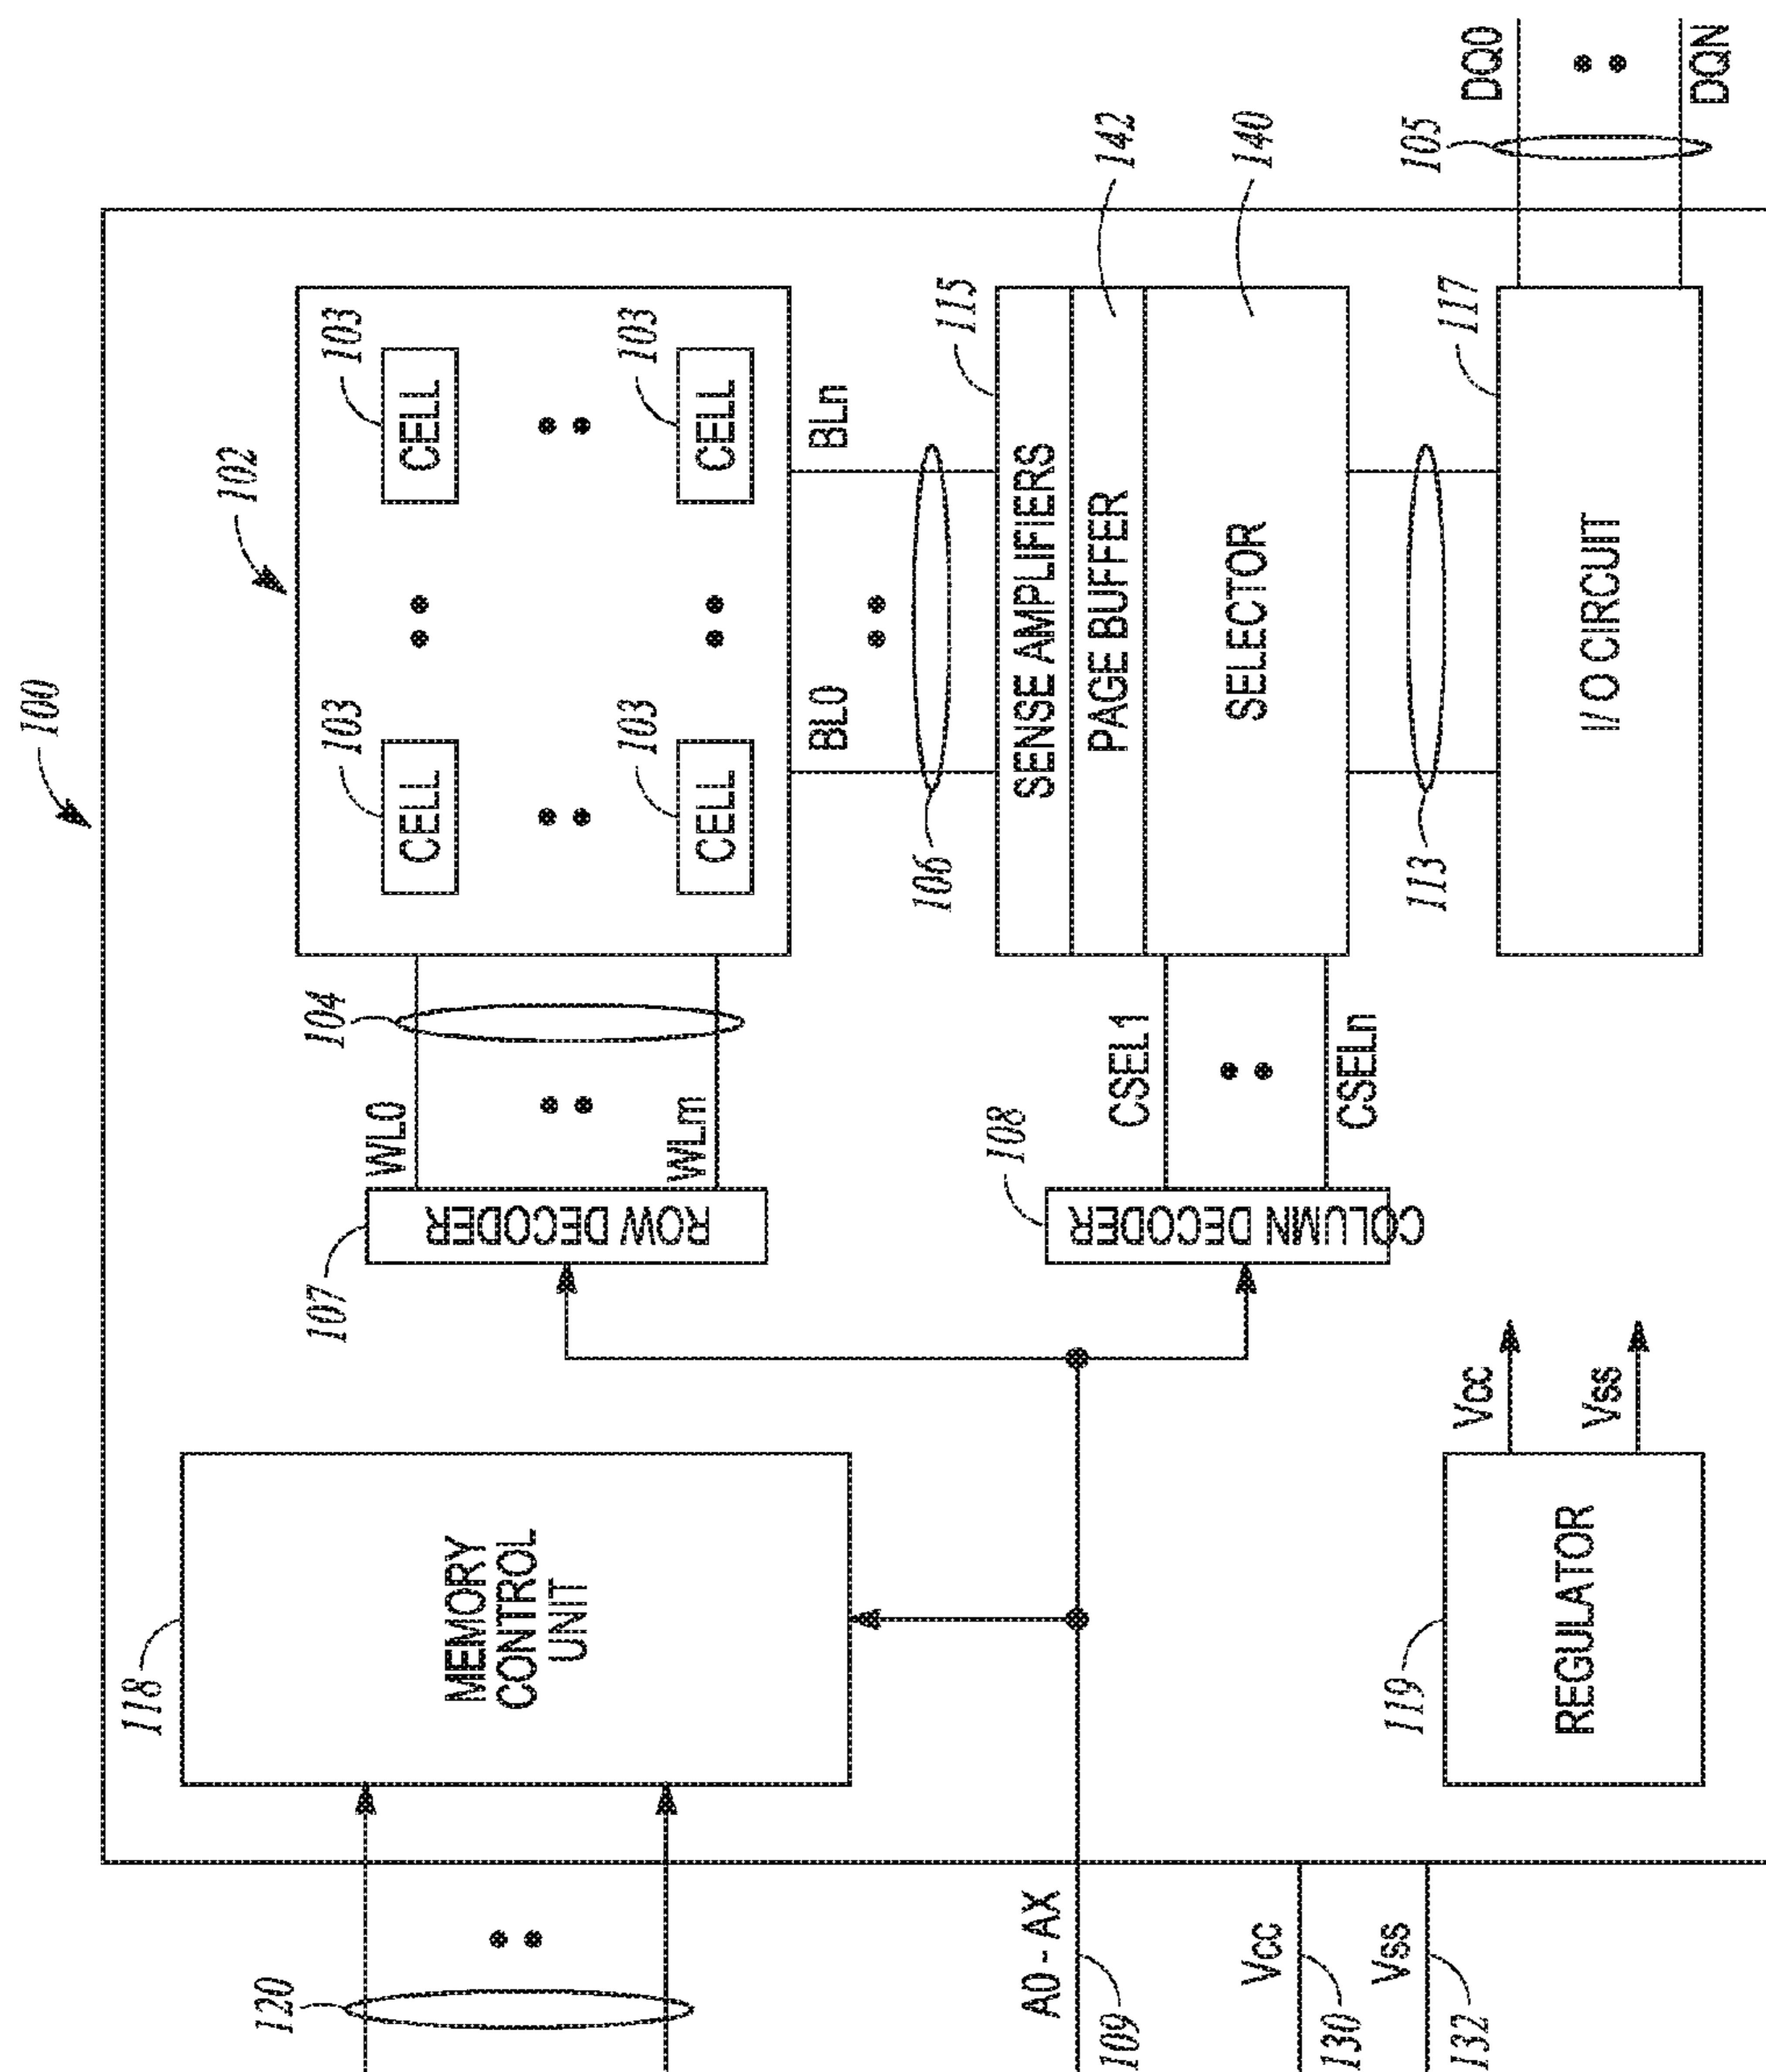 100
102
103
CELL
103
CELL
103
CELL
103
CELL
104
WL0
WLm
107
ROW DECODER
118
MEMORY
CONTROL
UNIT
120
BL0
BLn
106
115
SENSE AMPLIFIERS
PAGE BUFFER
142
SELECTOR
140
CSEL1
CSELn
108
COLUMN DECODER
A0 - AX
109
113
117
I/O CIRCUIT
105
DQ0
DQN
119
REGULATOR
Vcc
Vss
Vcc
130
Vss
132